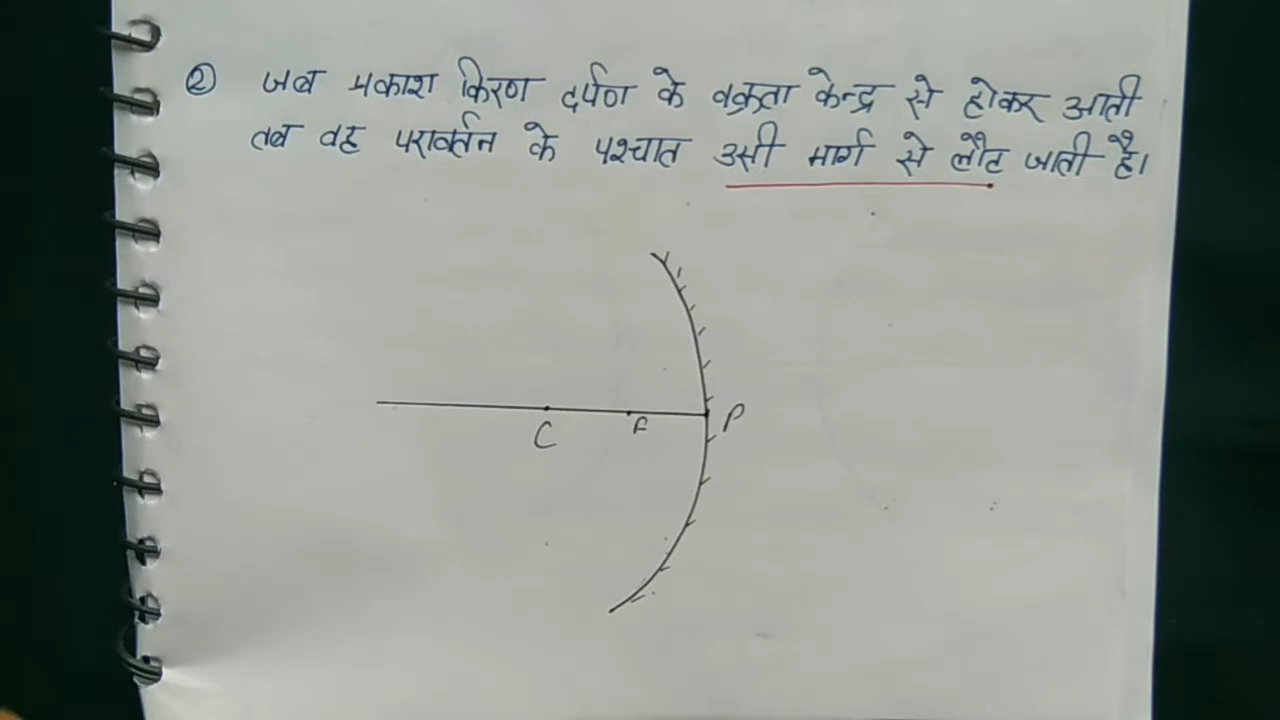 ② जब प्रकाश किरण दर्पण के वक्रता केन्द्र से होकर आती
तब वह परावर्तन के पश्चात उसी मार्ग से लौट जाती है।
C F P